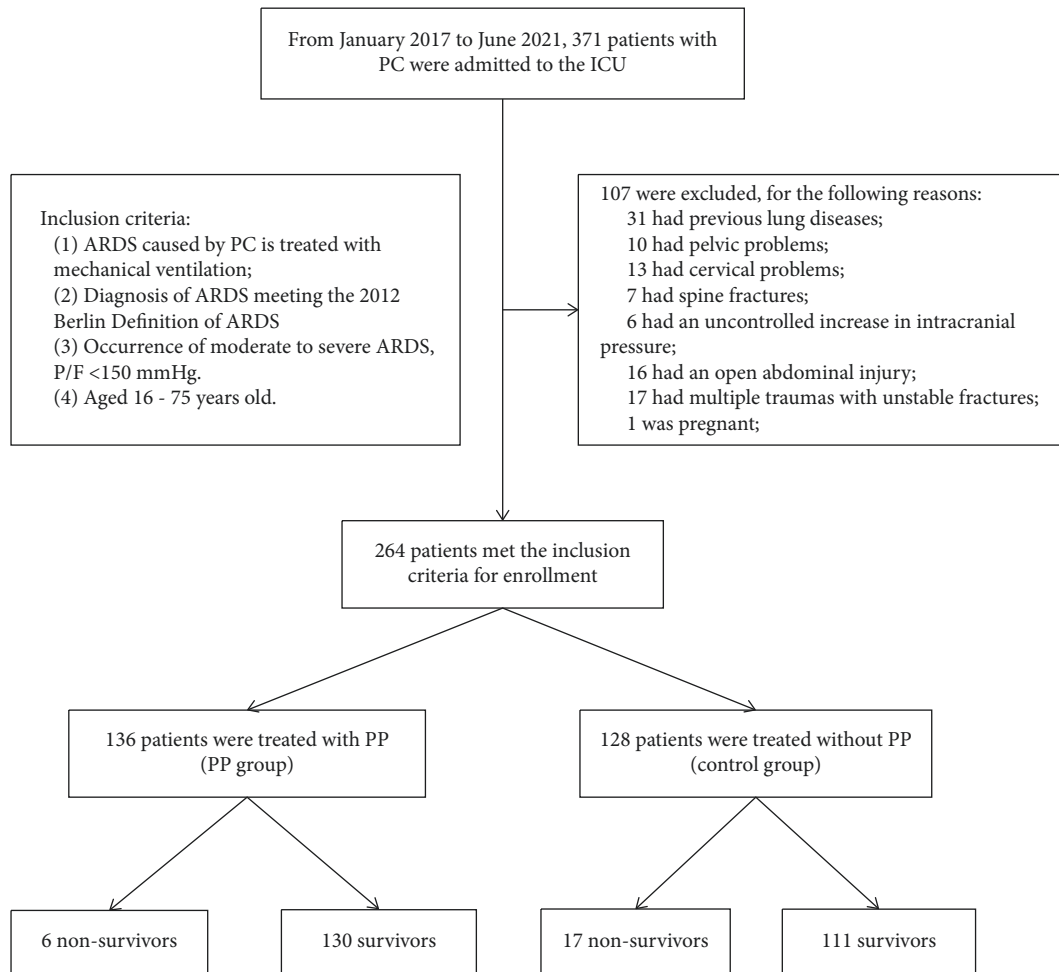 From January 2017 to June 2021, 371 patients with
PC were admitted to the ICU
Inclusion criteria:
(1) ARDS caused by PC is treated with
mechanical ventilation;
(2) Diagnosis of ARDS meeting the 2012
Berlin Definition of ARDS
(3) Occurrence of moderate to severe ARDS,
P/F <150 mmHg.
(4) Aged 16 - 75 years old.
107 were excluded, for the following reasons:
31 had previous lung diseases;
10 had pelvic problems;
13 had cervical problems;
7 had spine fractures;
6 had an uncontrolled increase in intracranial
pressure;
16 had an open abdominal injury;
17 had multiple traumas with unstable fractures;
1 was pregnant;
264 patients met the inclusion
criteria for enrollment
136 patients were treated with PP
(PP group)
128 patients were treated without PP
(control group)
6 non-survivors
130 survivors
17 non-survivors
111 survivors